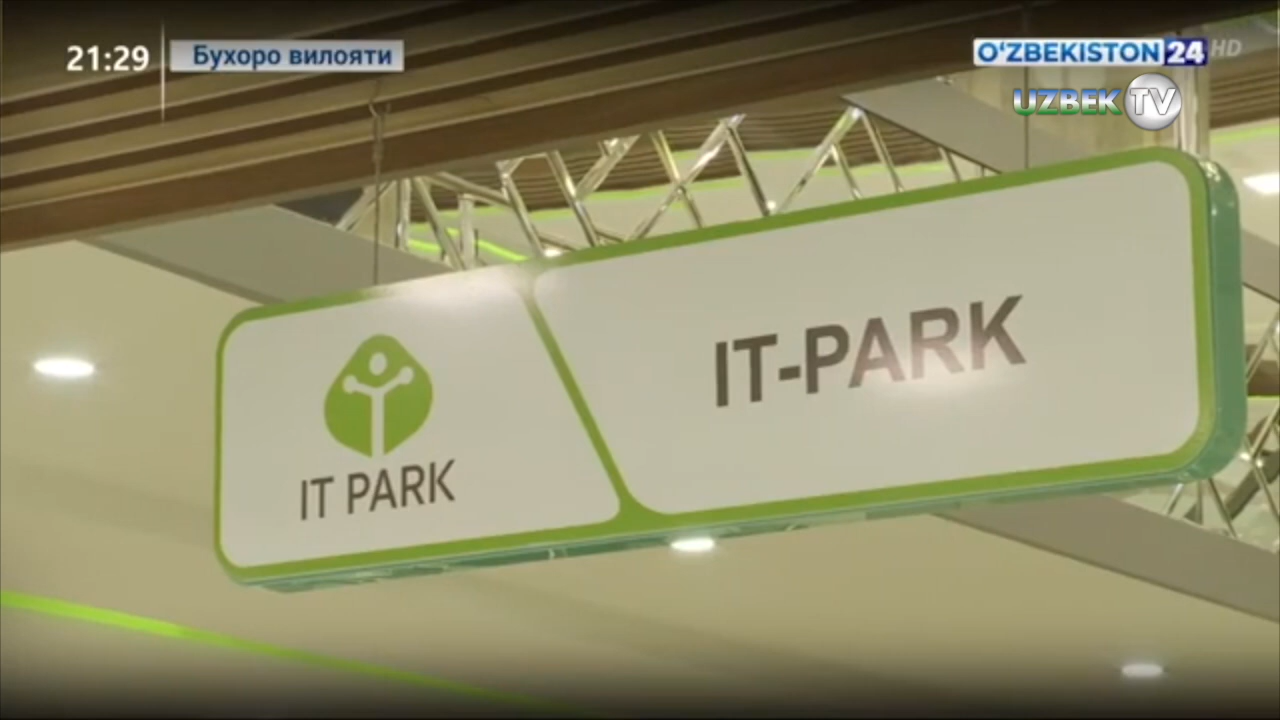 21:29
Бухоро вилояти
O‘ZBEKISTON 24 HD
UZBEK TV
IT PARK
IT-PARK